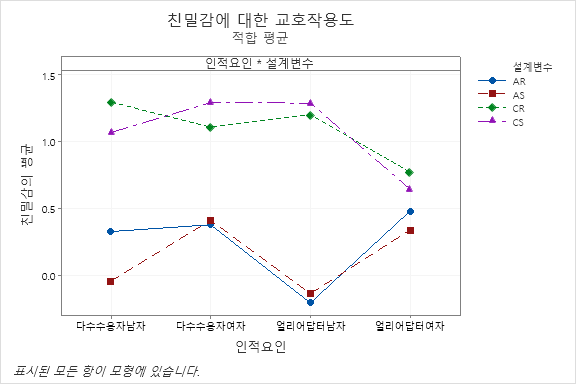 친밀감에 대한 교호작용도
적합 평균
인적요인 * 설계변수
설계변수
AR
AS
CR
CS
1.5
1.0
0.5
0.0
친밀감의 평균
다수수용자남자 다수수용자여자 얼리어답터남자 얼리어답터여자
인적요인
표시된 모든 항이 모형에 있습니다.